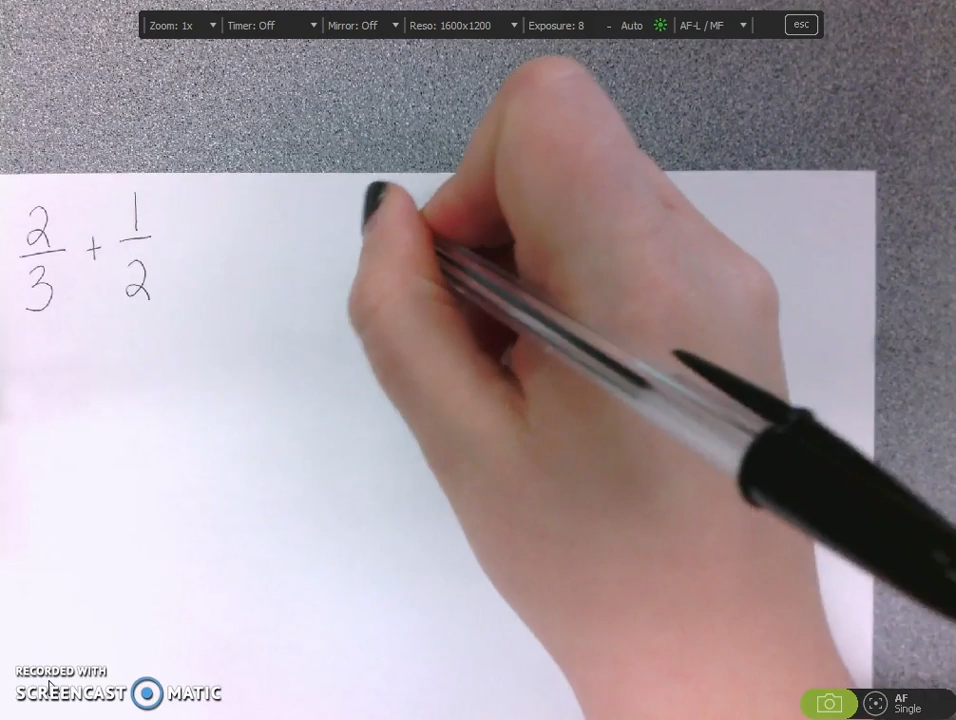 Zoom: 1x Timer: Off Mirror: Off Reso: 1600x1200 Exposure: 8 - Auto AF-L / MF esc
2/3 + 1/2
RECORDED WITH
SCREENCAST MATIC
AF
Single